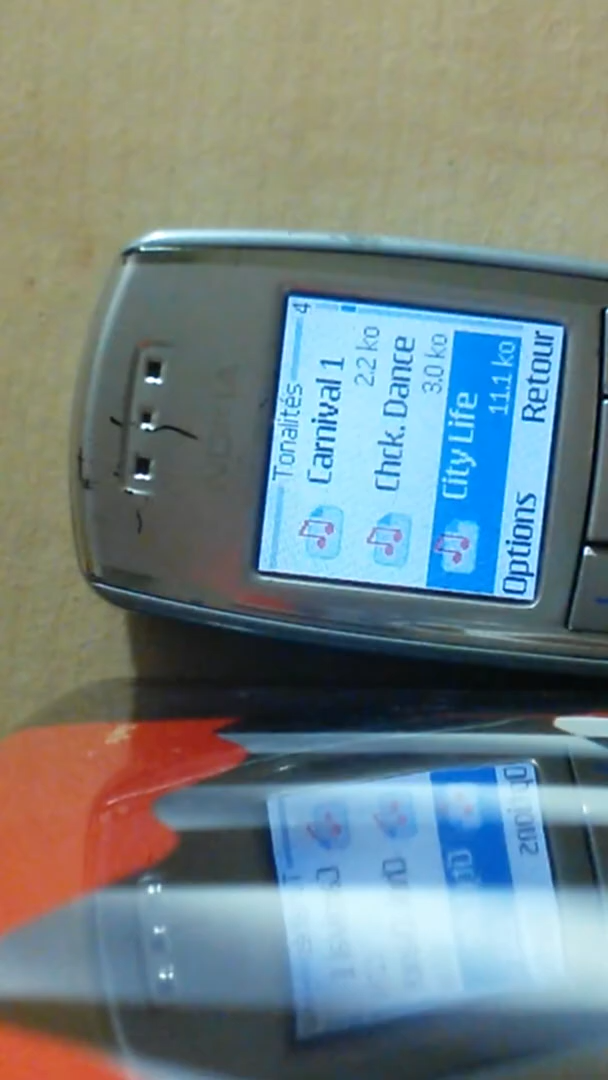 NOKIA
4
Tonalités
Carnival 1
2.2 ko
Chck. Dance
3.0 ko
City Life
11.1 ko
Options Retour